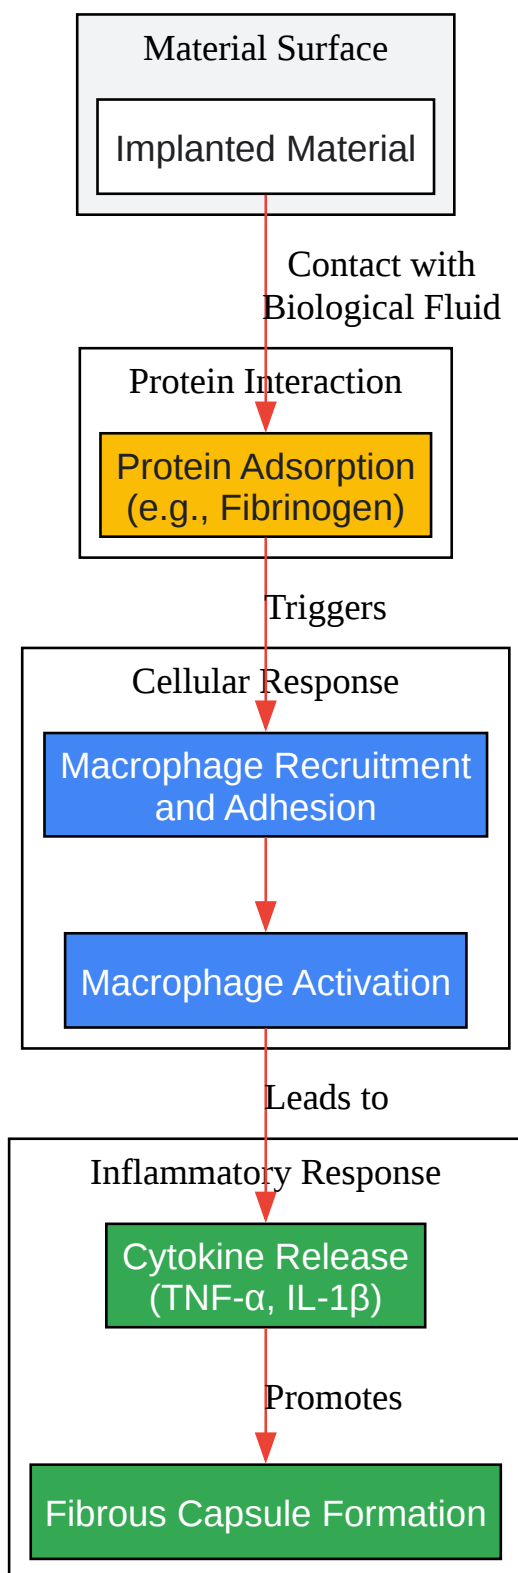 Material Surface
Implanted Material
Contact with
Biological Fluid
Protein Interaction
Protein Adsorption
(e.g., Fibrinogen)
Triggers
Cellular Response
Macrophage Recruitment
and Adhesion
Macrophage Activation
Leads to
Inflammatory Response
Cytokine Release
(TNF-α, IL-1β)
Promotes
Fibrous Capsule Formation